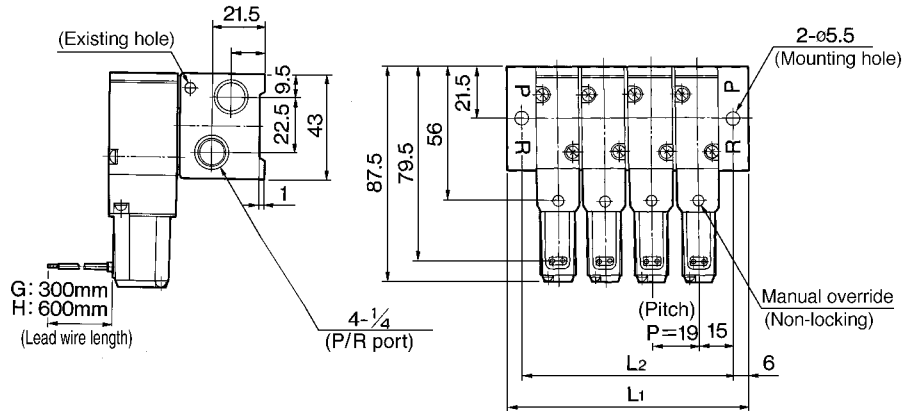 21.5
(Existing hole)
9.5
22.5
43
1
G: 300mm
H: 600mm
(Lead wire length)
4-1/4
(P/R port)
2-ø5.5
(Mounting hole)
P
R
P
R
21.5
56
79.5
87.5
Manual override
(Non-locking)
(Pitch)
P=19
15
6
L2
L1